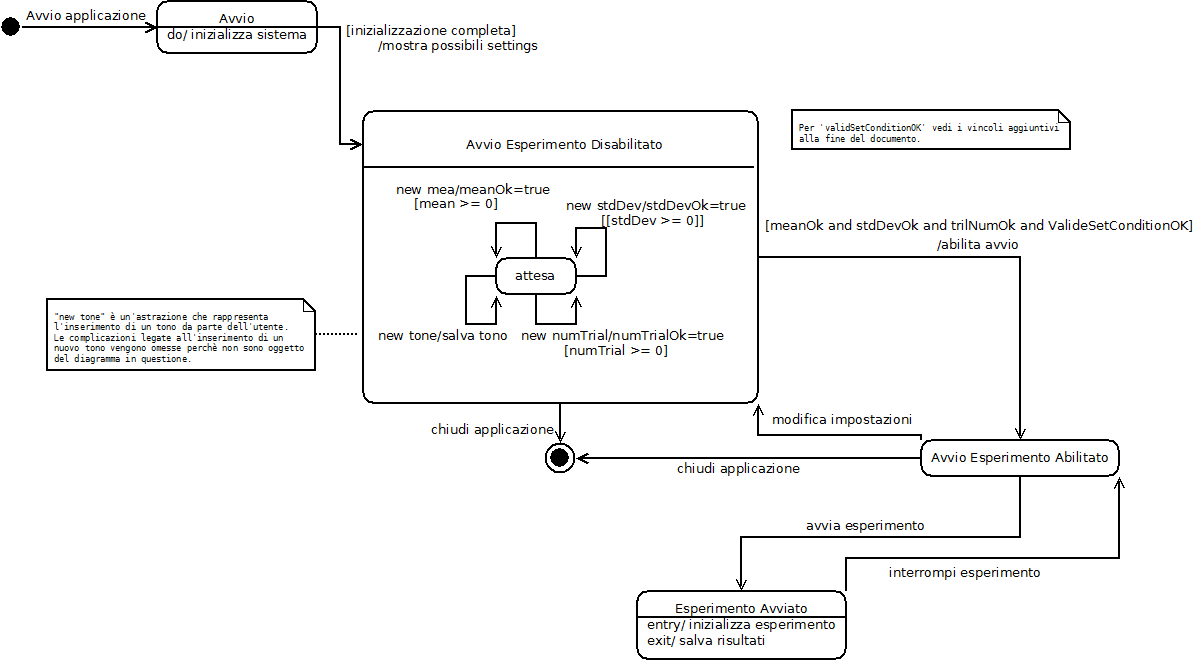 Avvio applicazione
Avvio
do/ inizializza sistema
[inizializzazione completa]
/mostra possibili settings
Per 'validSetConditionOK' vedi i vincoli aggiuntivi
alla fine del documento.
Avvio Esperimento Disabilitato
new mea/meanOk=true
[mean >= 0]
new stdDev/stdDevOk=true
[[stdDev >= 0]]
attesa
new tone/salva tono
new numTrial/numTrialOk=true
[numTrial >= 0]
[meanOk and stdDevOk and trilNumOk and ValideSetConditionOK]
/abilita avvio
"new tone" è un'astrazione che rappresenta
l'inserimento di un tono da parte dell'utente.
Le complicazioni legate all'inserimento di un
nuovo tono vengono omesse perchè non sono oggetto
del diagramma in questione.
chiudi applicazione
modifica impostazioni
Avvio Esperimento Abilitato
chiudi applicazione
avvia esperimento
interrompi esperimento
Esperimento Avviato
entry/ inizializza esperimento
exit/ salva risultati